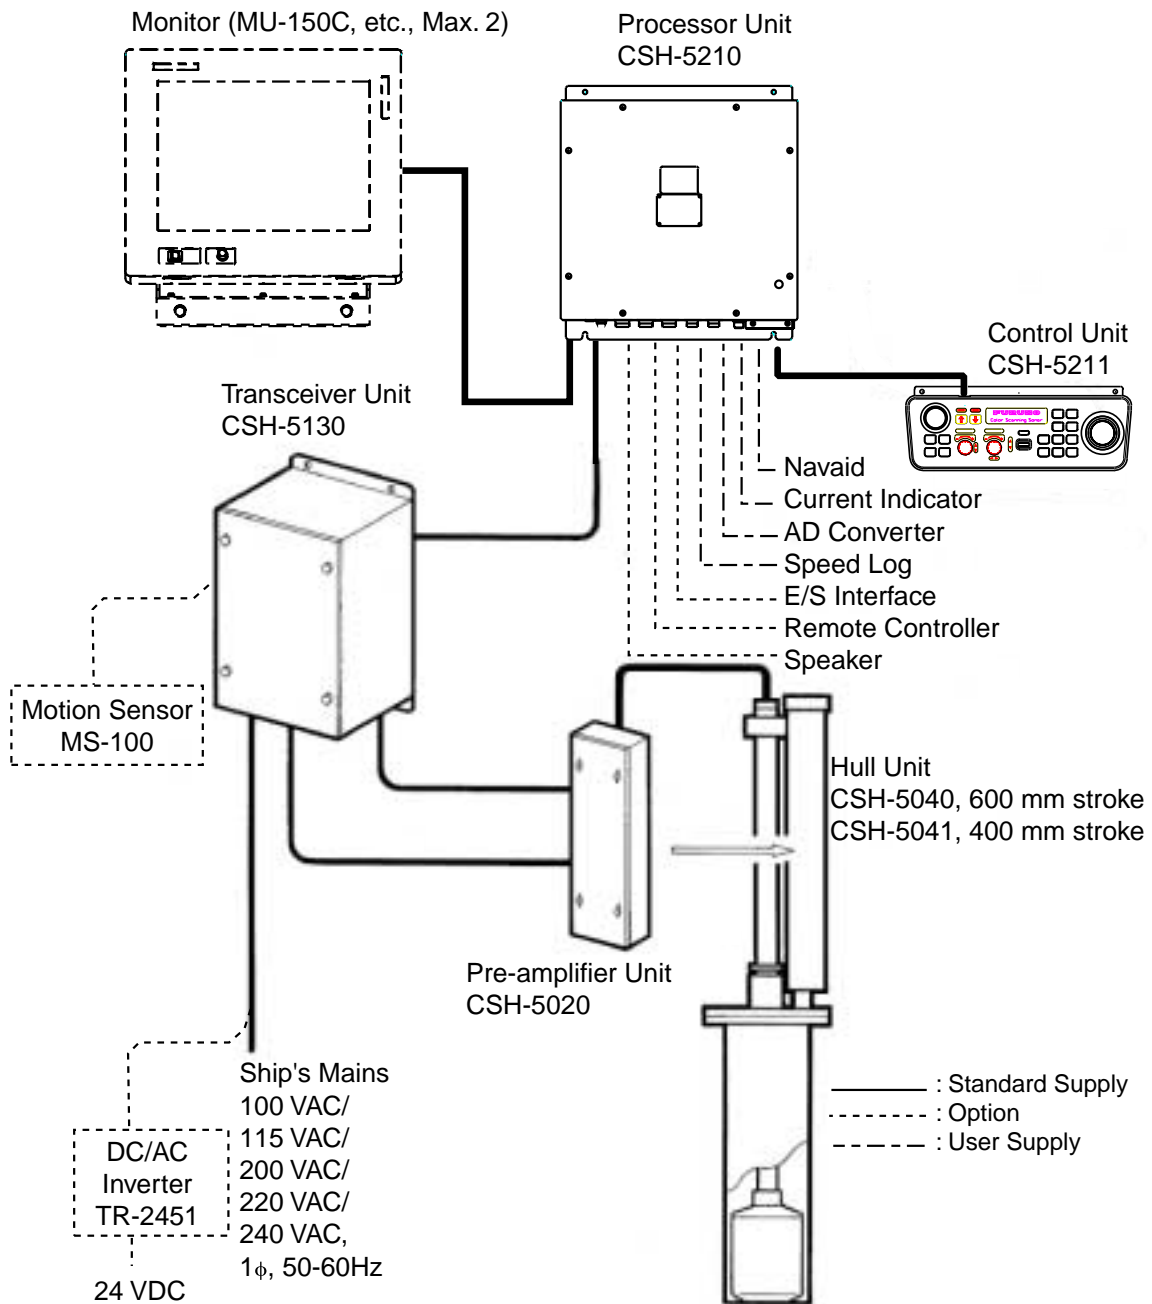 Monitor (MU-150C, etc., Max. 2)
Processor Unit
CSH-5210
Control Unit
CSH-5211
FURUNO
Color Scanning Sonar
Transceiver Unit
CSH-5130
Navaid
Current Indicator
AD Converter
Speed Log
E/S Interface
Remote Controller
Speaker
Motion Sensor
MS-100
Hull Unit
CSH-5040, 600 mm stroke
CSH-5041, 400 mm stroke
Pre-amplifier Unit
CSH-5020
Ship's Mains
100 VAC/
115 VAC/
200 VAC/
220 VAC/
240 VAC,
1ϕ, 50-60Hz
DC/AC
Inverter
TR-2451
24 VDC
: Standard Supply
: Option
: User Supply